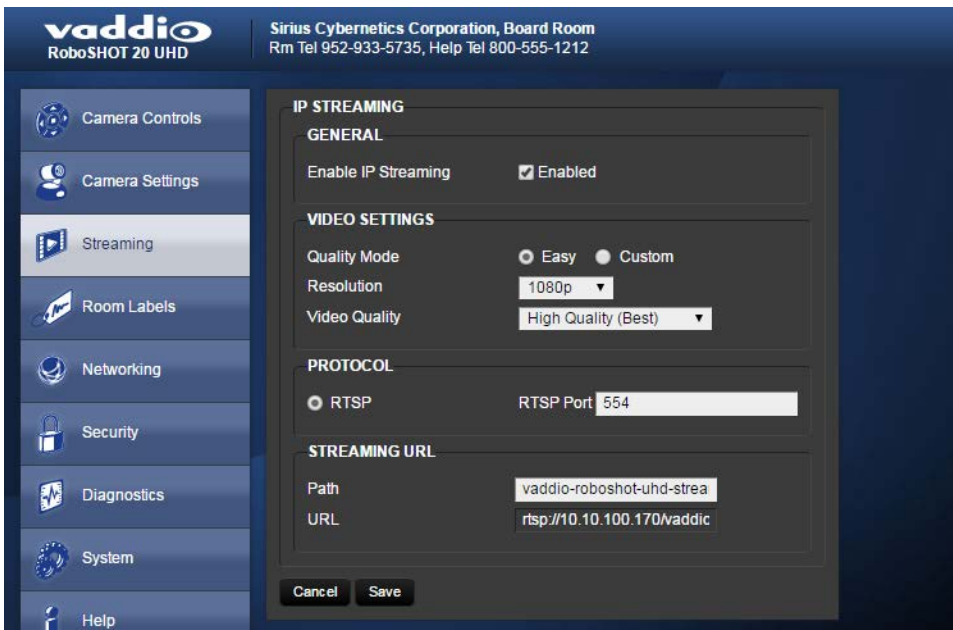 vaddio
RoboSHOT 20 UHD
Sirius Cybernetics Corporation, Board Room
Rm Tel 952-933-5735, Help Tel 800-555-1212
Camera Controls
Camera Settings
Streaming
Room Labels
Networking
Security
Diagnostics
System
Help
IP STREAMING
GENERAL
Enable IP Streaming Enabled
VIDEO SETTINGS
Quality Mode Easy Custom
Resolution 1080p
Video Quality High Quality (Best)
PROTOCOL
RTSP RTSP Port 554
STREAMING URL
Path vaddio-roboshot-uhd-strea
URL rtsp://10.10.100.170/vaddic
Cancel Save